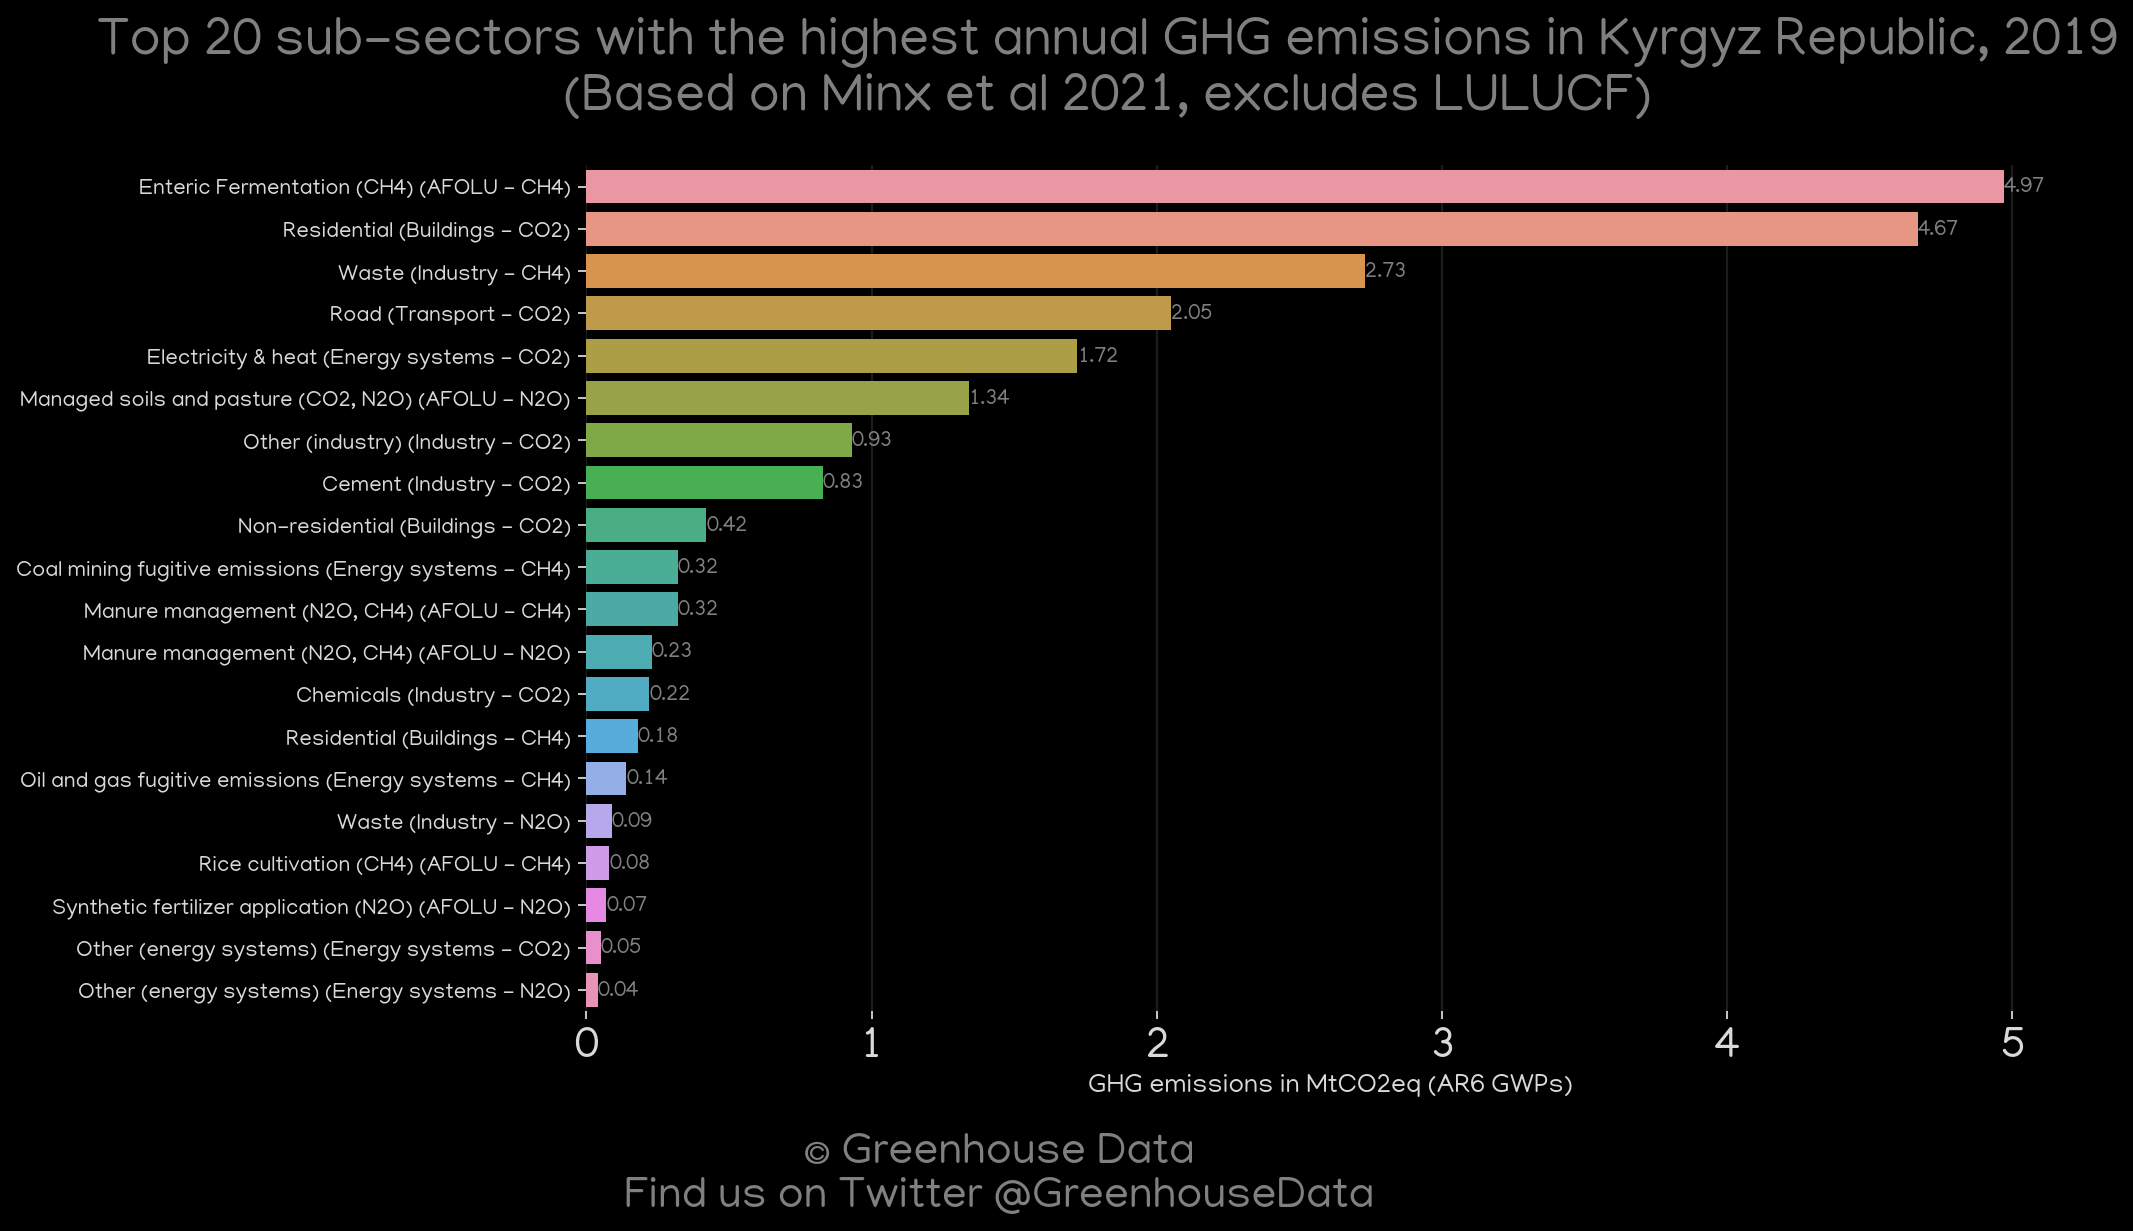 Top 20 sub-sectors with the highest annual GHG emissions in Kyrgyz Republic, 2019
(Based on Minx et al 2021, excludes LULUCF)
Enteric Fermentation (CH4) (AFOLU - CH4) 4.97
Residential (Buildings - CO2) 4.67
Waste (Industry - CH4) 2.73
Road (Transport - CO2) 2.05
Electricity & heat (Energy systems - CO2) 1.72
Managed soils and pasture (CO2, N2O) (AFOLU - N2O) 1.34
Other (industry) (Industry - CO2) 0.93
Cement (Industry - CO2) 0.83
Non-residential (Buildings - CO2) 0.42
Coal mining fugitive emissions (Energy systems - CH4) 0.32
Manure management (N2O, CH4) (AFOLU - CH4) 0.32
Manure management (N2O, CH4) (AFOLU - N2O) 0.23
Chemicals (Industry - CO2) 0.22
Residential (Buildings - CH4) 0.18
Oil and gas fugitive emissions (Energy systems - CH4) 0.14
Waste (Industry - N2O) 0.09
Rice cultivation (CH4) (AFOLU - CH4) 0.08
Synthetic fertilizer application (N2O) (AFOLU - N2O) 0.07
Other (energy systems) (Energy systems - CO2) 0.05
Other (energy systems) (Energy systems - N2O) 0.04
0 1 2 3 4 5
GHG emissions in MtCO2eq (AR6 GWPs)
© Greenhouse Data
Find us on Twitter @GreenhouseData